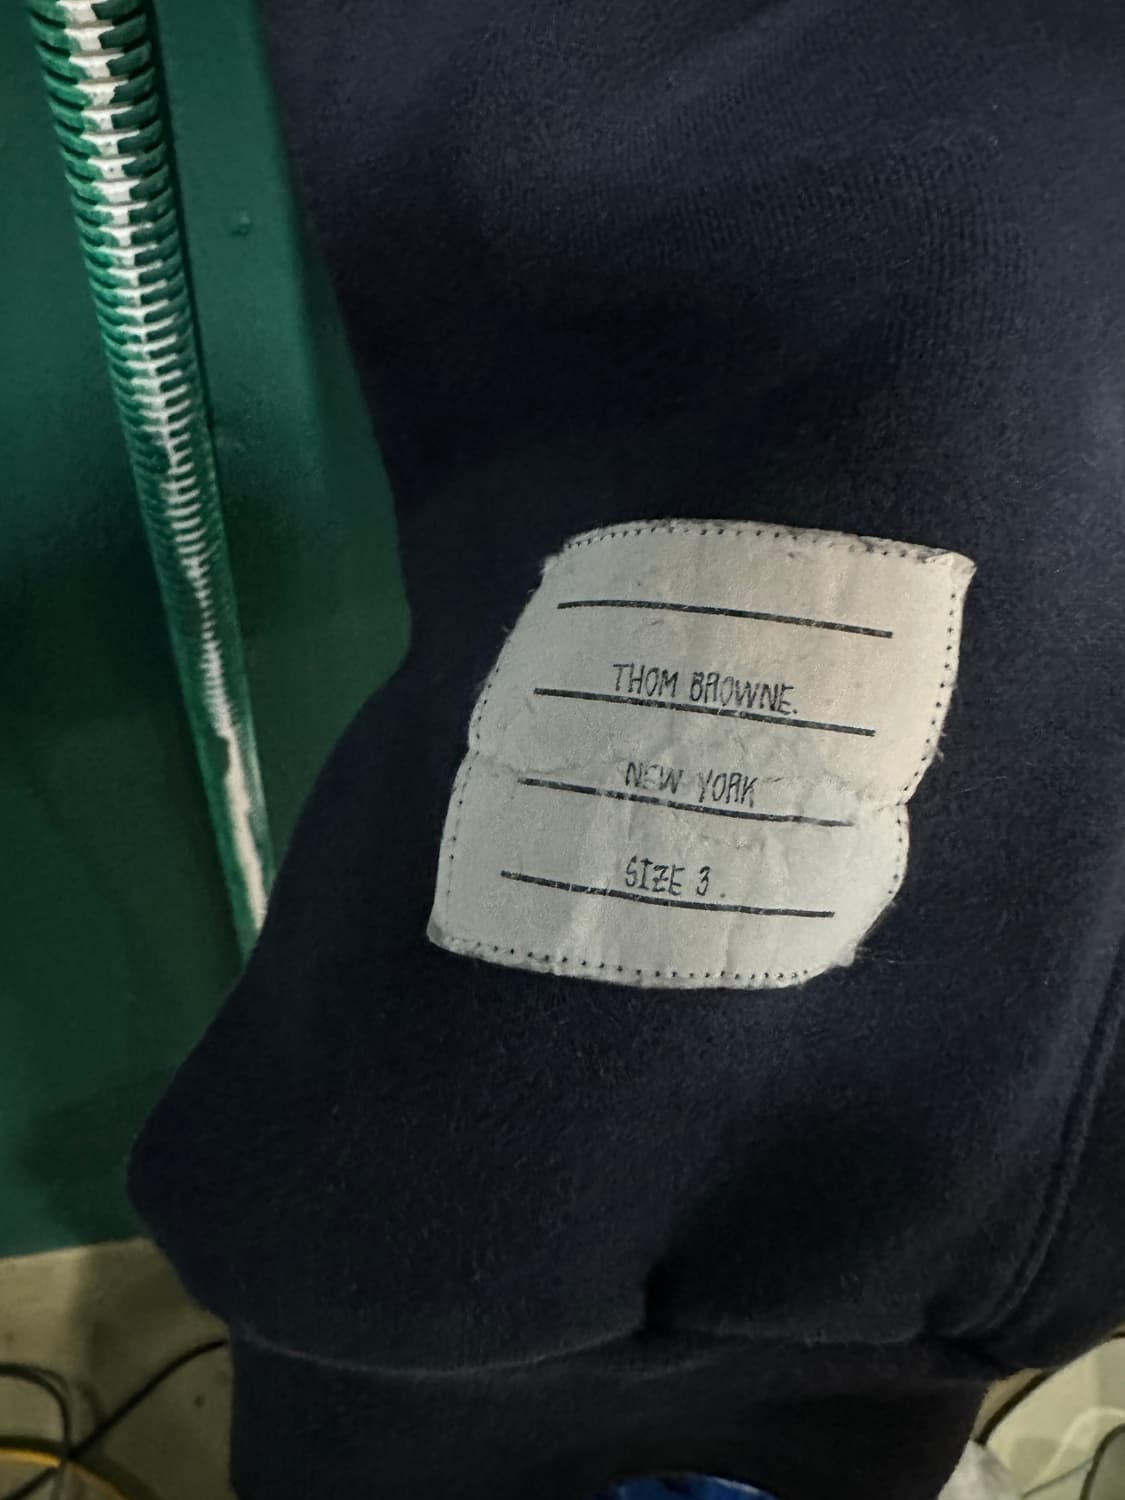 THOM BROWNE.
NEW YORK
SIZE 3.